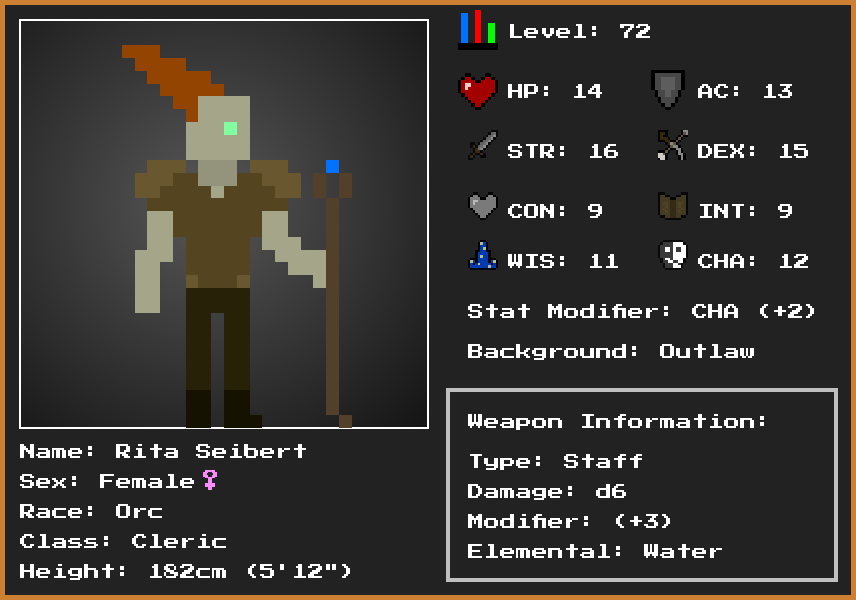 Level: 72
HP: 14
AC: 13
STR: 16
DEX: 15
CON: 9
INT: 9
WIS: 11
CHA: 12
Stat Modifier: CHA (+2)
Background: Outlaw
Weapon Information:
Type: Staff
Damage: d6
Modifier: (+3)
Elemental: Water
Name: Rita Seibert
Sex: Female♀
Race: Orc
Class: Cleric
Height: 182cm (5'12")